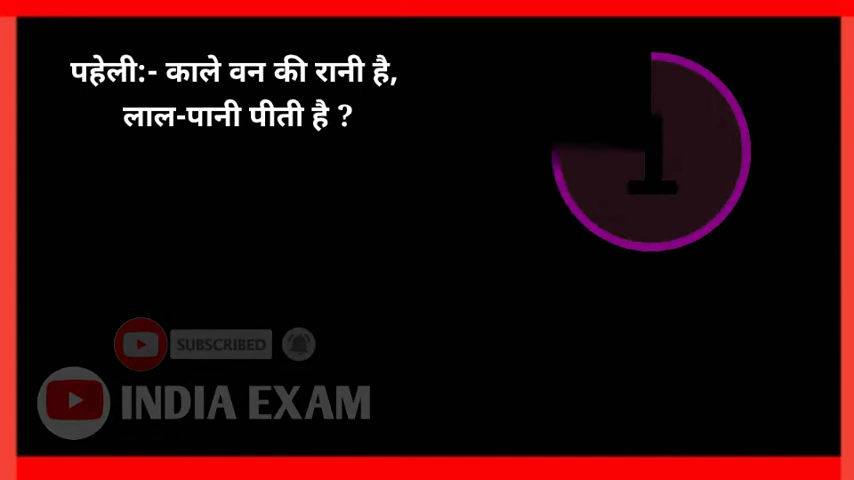 पहेली:- काले वन की रानी है,
लाल-पानी पीती है ?
1
SUBSCRIBED
INDIA EXAM